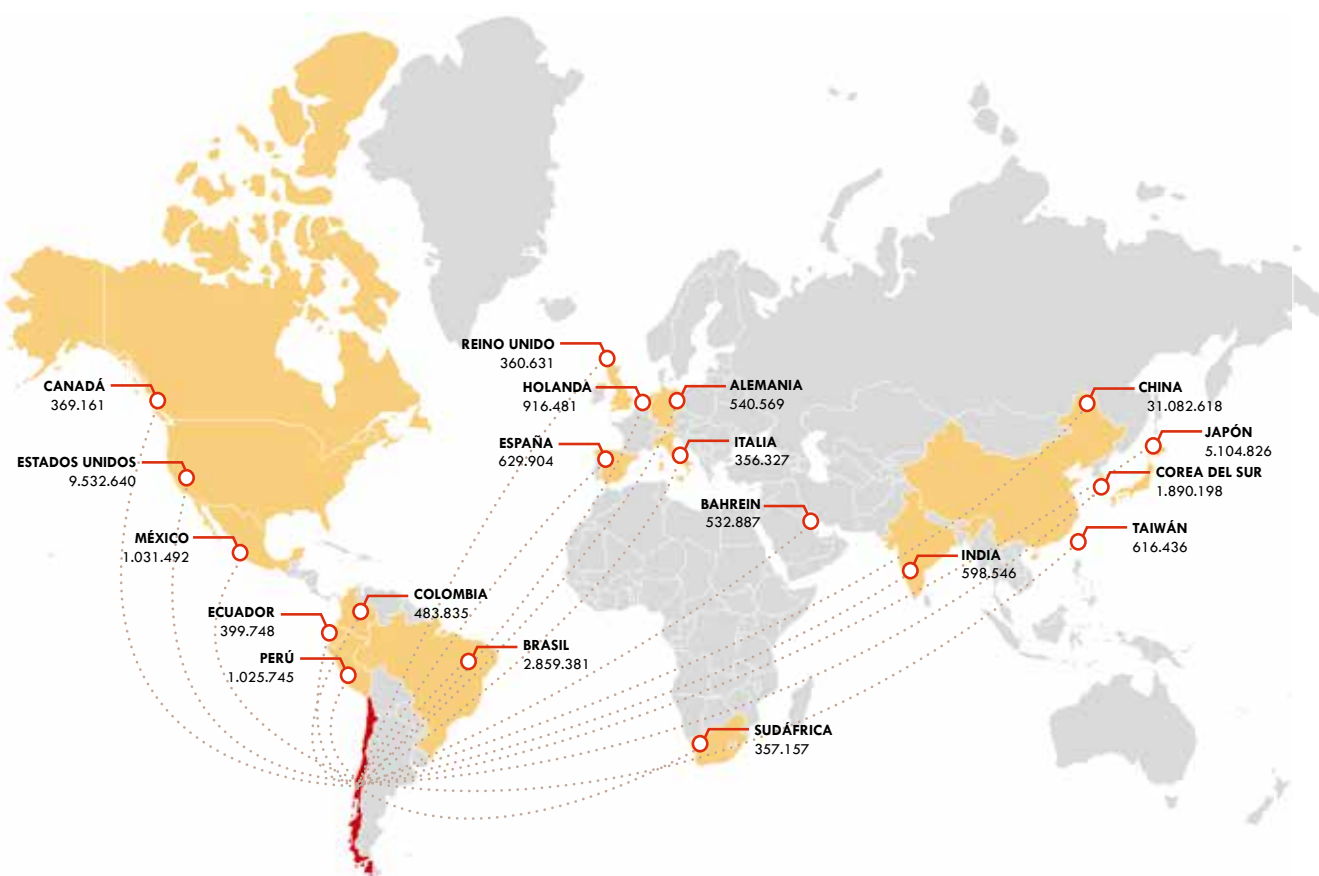 REINO UNIDO
360.631
CANADÁ
369.161
HOLANDA
916.481
ALEMANIA
540.569
CHINA
31.082.618
ESPAÑA
629.904
ITALIA
356.327
JAPÓN
5.104.826
ESTADOS UNIDOS
9.532.640
COREA DEL SUR
1.890.198
BAHREIN
532.887
MÉXICO
1.031.492
TAIWÁN
616.436
INDIA
598.546
COLOMBIA
483.835
ECUADOR
399.748
BRASIL
2.859.381
PERÚ
1.025.745
SUDÁFRICA
357.157